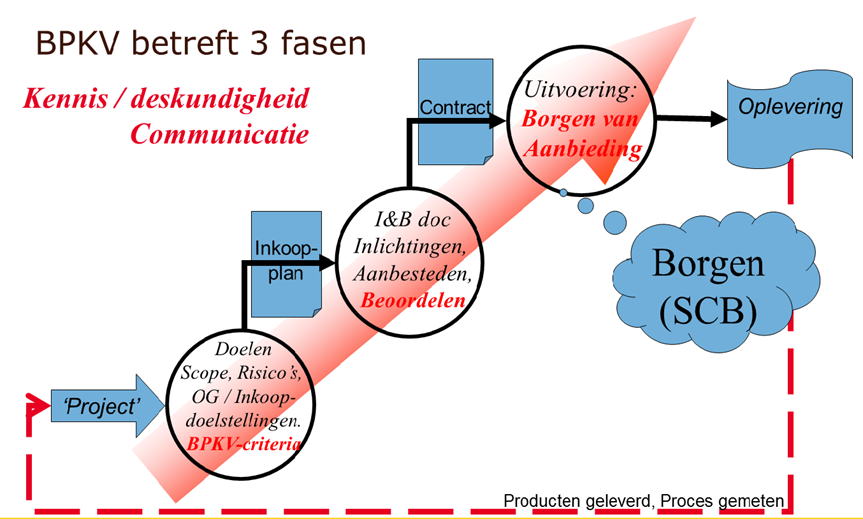 BPKV betreft 3 fasen
Kennis / deskundigheid
Communicatie
Contract
Uitvoering:
Borgen van
Aanbieding
Oplevering
Inkoop-
plan
I&B doc
Inlichtingen,
Aanbesteden,
Beoordelen
Borgen
(SCB)
Doelen
Scope, Risico's,
OG / Inkoop-
doelstellingen.
BPKV-criteria
'Project'
Producten geleverd, Proces gemeten